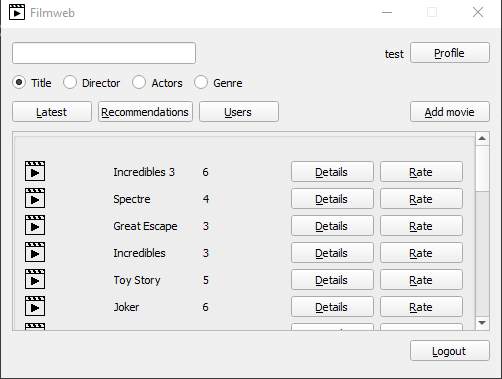 Filmweb
test Profile
Title Director Actors Genre
Latest Recommendations Users Add movie
Incredibles 3 6 Details Rate
Spectre 4 Details Rate
Great Escape 3 Details Rate
Incredibles 3 Details Rate
Toy Story 5 Details Rate
Joker 6 Details Rate
Logout